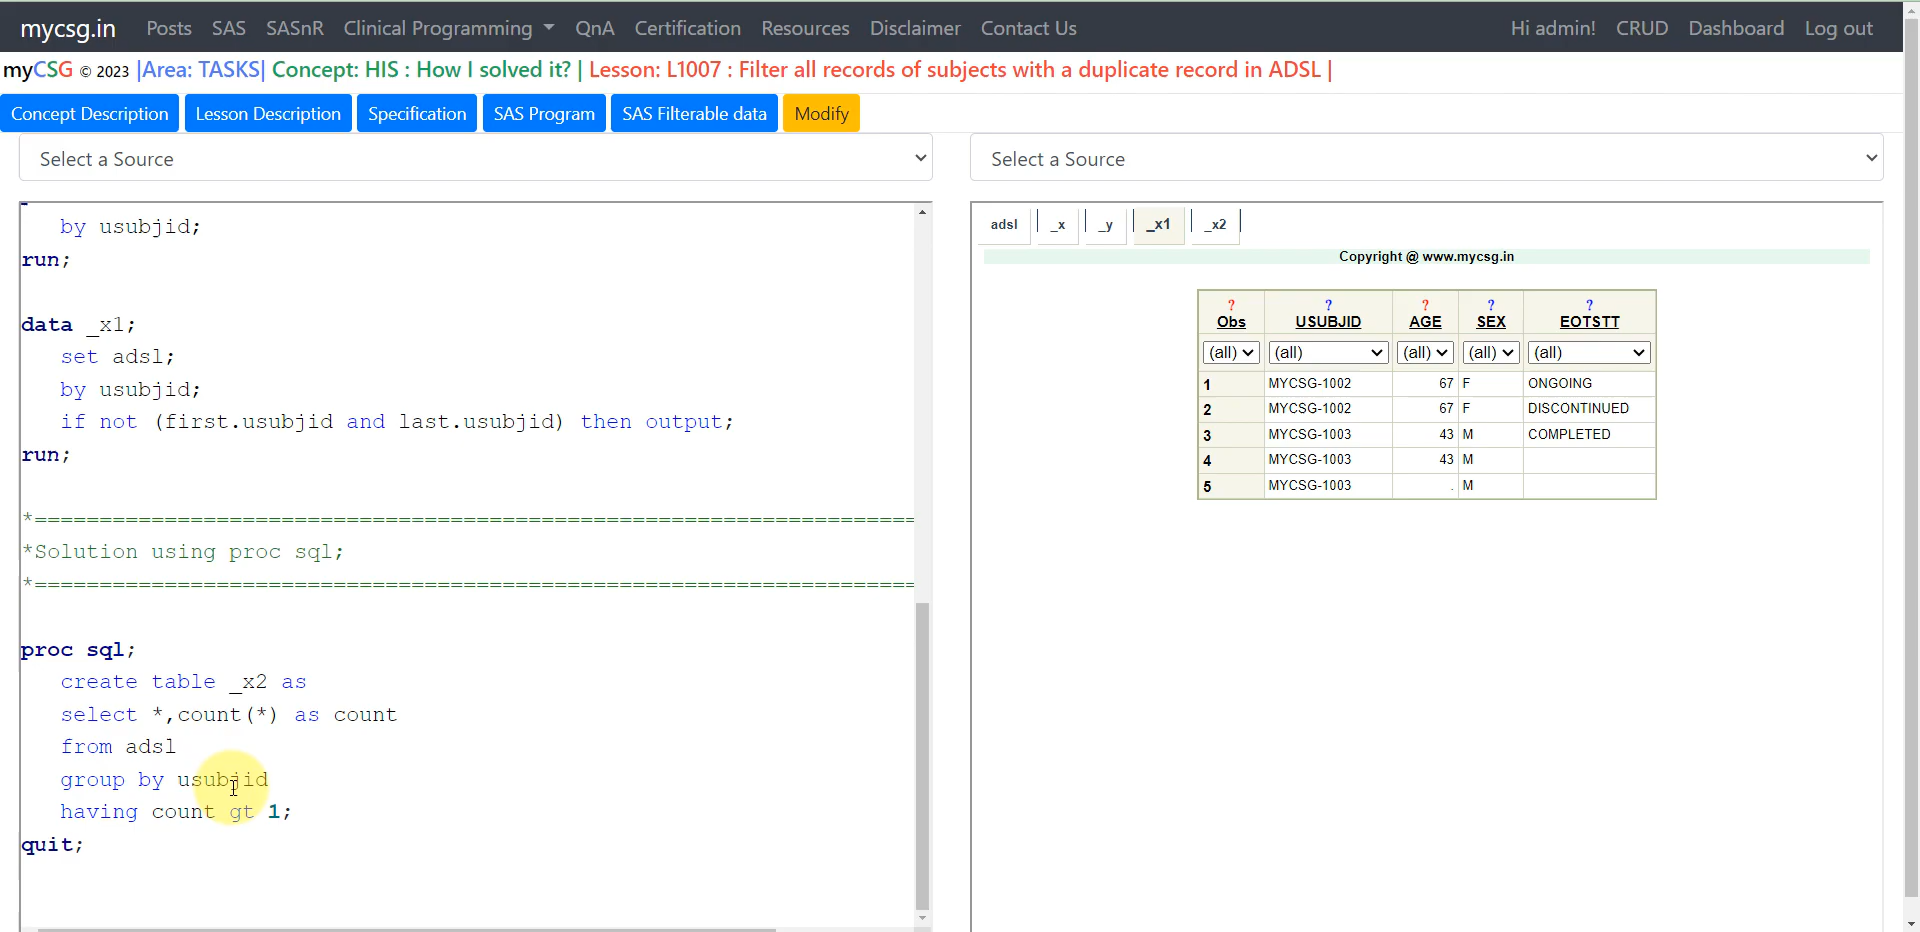 mycsg.in Posts SAS SASnR Clinical Programming QnA Certification Resources Disclaimer Contact Us Hi admin! CRUD Dashboard Log out
myCSG © 2023 |Area: TASKS| Concept: HIS : How I solved it? | Lesson: L1007 : Filter all records of subjects with a duplicate record in ADSL |
Concept Description Lesson Description Specification SAS Program SAS Filterable data Modify
Select a Source
by usubjid;
run;
data _x1;
set adsl;
by usubjid;
if not (first.usubjid and last.usubjid) then output;
run;
*====================================================================
*Solution using proc sql;
*====================================================================
proc sql;
create table _x2 as
select *,count(*) as count
from adsl
group by usubjid
having count gt 1;
quit;
Select a Source
adsl _x _y _x1 _x2
Copyright @ www.mycsg.in
? ? ? ? ?
Obs USUBJID AGE SEX EOTSTT
(all) (all) (all) (all) (all)
1 MYCSG-1002 67 F ONGOING
2 MYCSG-1002 67 F DISCONTINUED
3 MYCSG-1003 43 M COMPLETED
4 MYCSG-1003 43 M
5 MYCSG-1003 . M